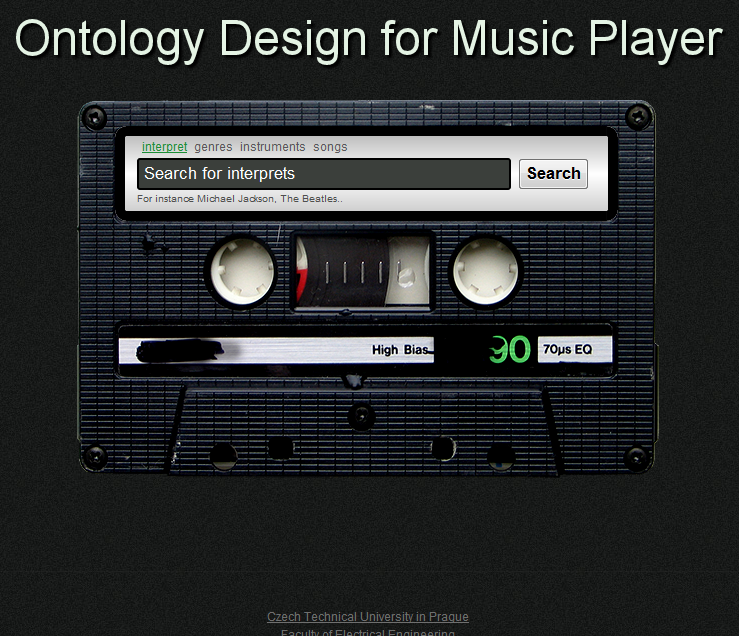 Ontology Design for Music Player
interpret genres instruments songs
Search for interprets Search
For instance Michael Jackson, The Beatles..
High Bias 90 70µs EQ
Czech Technical University in Prague
Faculty of Electrical Engineering